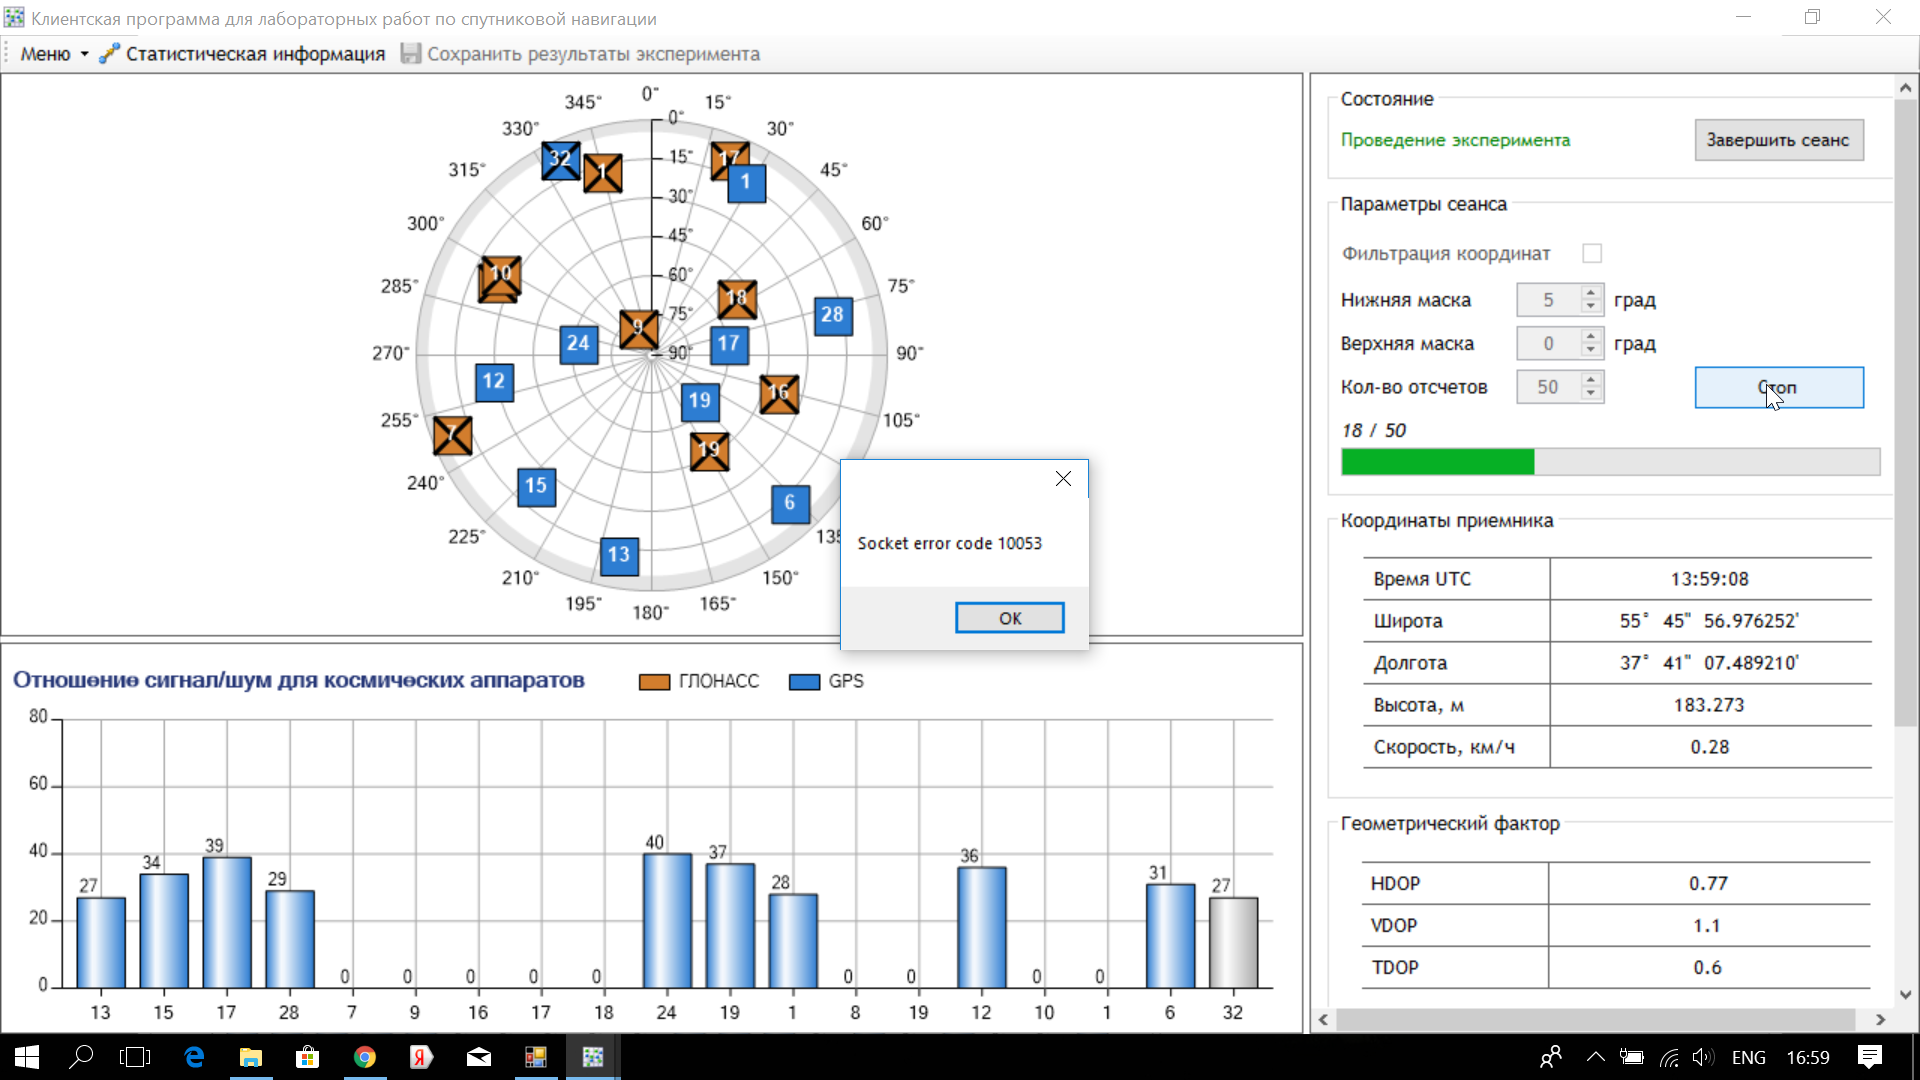 Клиентская программа для лабораторных работ по спутниковой навигации
Меню Статистическая информация Сохранить результаты эксперимента
0°
15°
30°
45°
60°
75°
90°
105°
135
150°
165°
180°
195°
210°
225°
240°
255°
270°
285°
300°
315°
330°
345°
0°
15°
30°
45°
60°
75°
90°
32
1
17
1
10
18
28
9
24
17
12
16
19
7
19
15
6
13
Socket error code 10053
OK
Отношение сигнал/шум для космических аппаратов ГЛОНАСС GPS
80
60
40
20
0
27 34 39 29 0 0 0 0 0 40 37 28 0 0 36 0 0 31 27
13 15 17 28 7 9 16 17 18 24 19 1 8 19 12 10 1 6 32
Состояние
Проведение эксперимента Завершить сеанс
Параметры сеанса
Фильтрация координат
Нижняя маска 5 град
Верхняя маска 0 град
Кол-во отсчетов 50 Стоп
18 / 50
Координаты приемника
Время UTC 13:59:08
Широта 55° 45" 56.976252'
Долгота 37° 41" 07.489210'
Высота, м 183.273
Скорость, км/ч 0.28
Геометрический фактор
HDOP 0.77
VDOP 1.1
TDOP 0.6
ENG 16:59